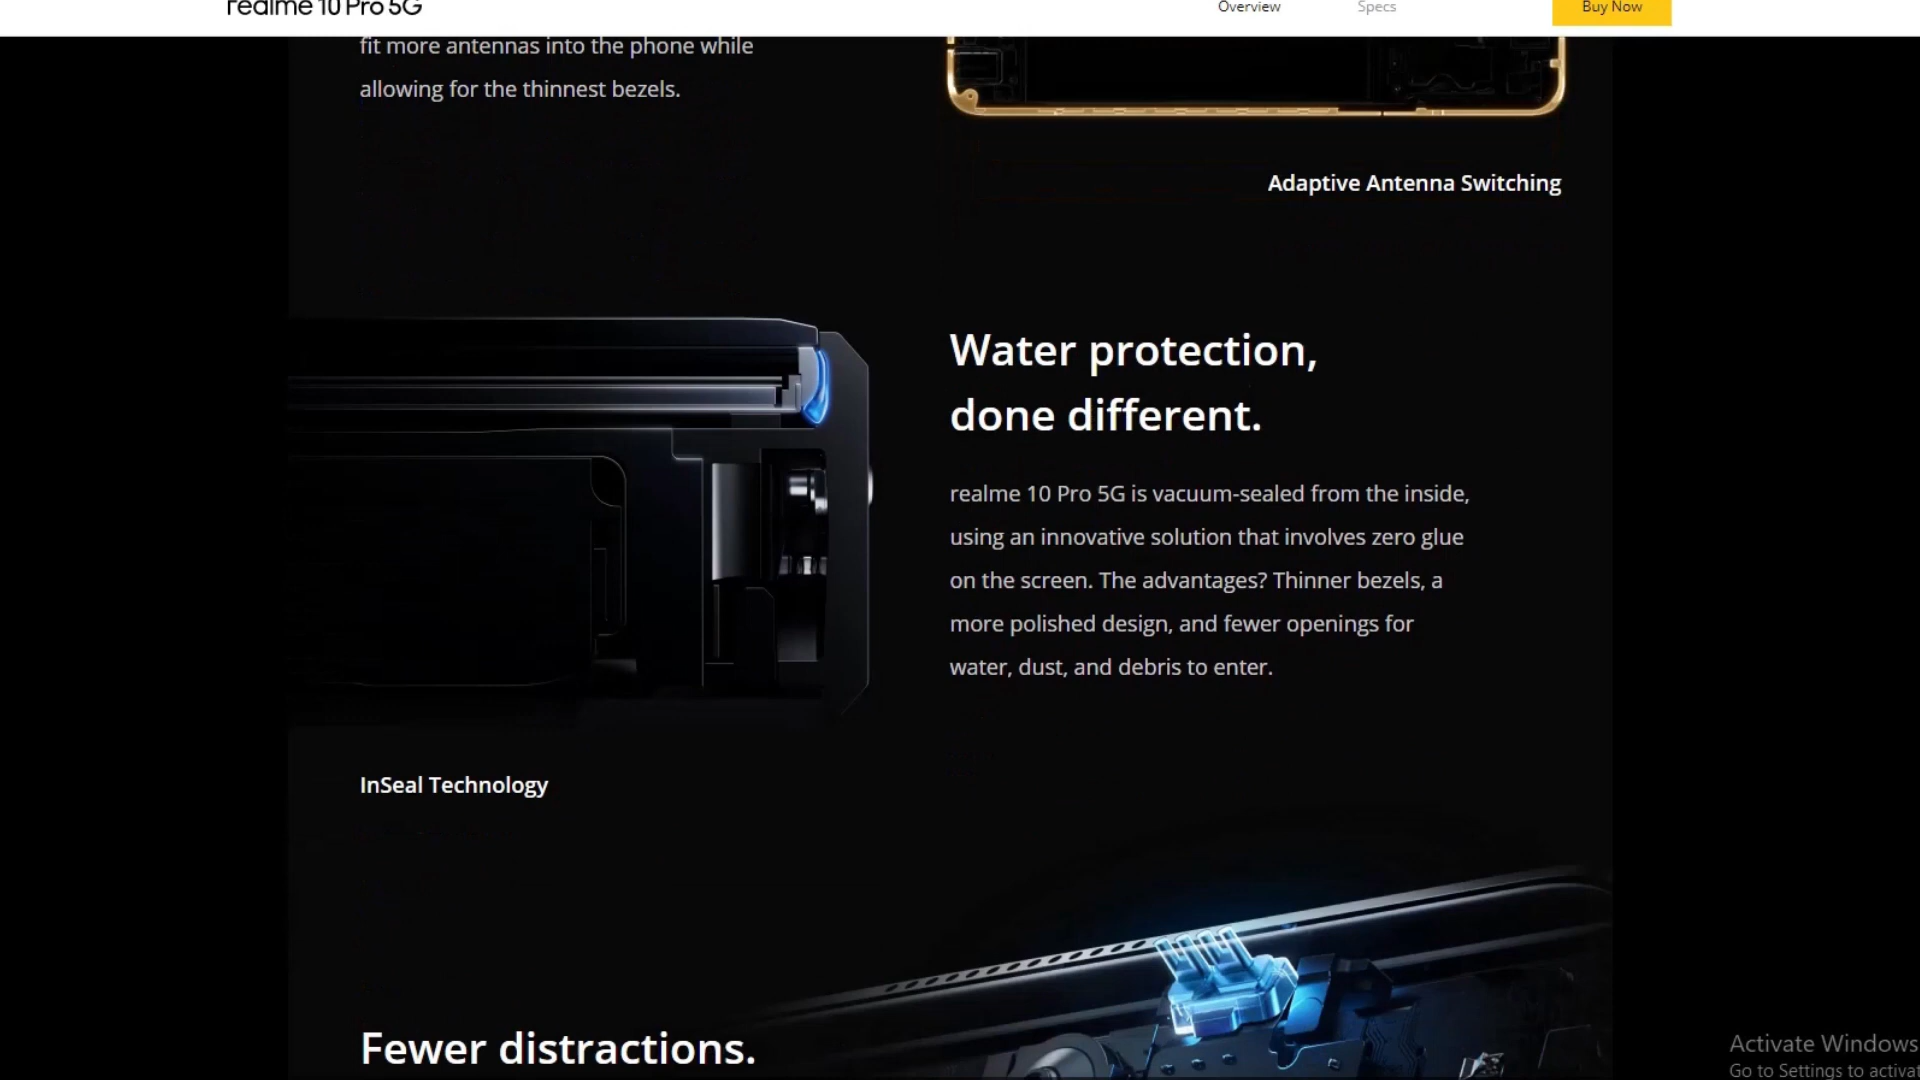 realme 10 Pro 5G
Overview
Specs
Buy Now
fit more antennas into the phone while
allowing for the thinnest bezels.
Adaptive Antenna Switching
Water protection,
done different.
realme 10 Pro 5G is vacuum-sealed from the inside,
using an innovative solution that involves zero glue
on the screen. The advantages? Thinner bezels, a
more polished design, and fewer openings for
water, dust, and debris to enter.
InSeal Technology
Fewer distractions.
Activate Windows
Go to Settings to activat